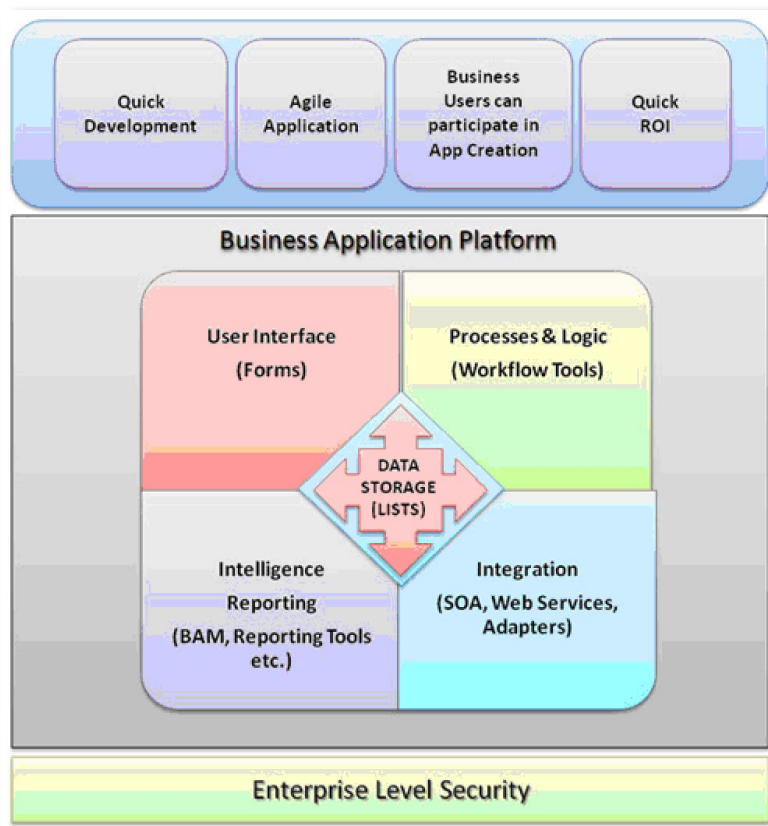 Quick
Development
Agile
Application
Business
Users can
participate in
App Creation
Quick
ROI
Business Application Platform
User Interface
(Forms)
Processes & Logic
(Workflow Tools)
DATA
STORAGE
(LISTS)
Intelligence
Reporting
(BAM, Reporting Tools
etc.)
Integration
(SOA, Web Services,
Adapters)
Enterprise Level Security